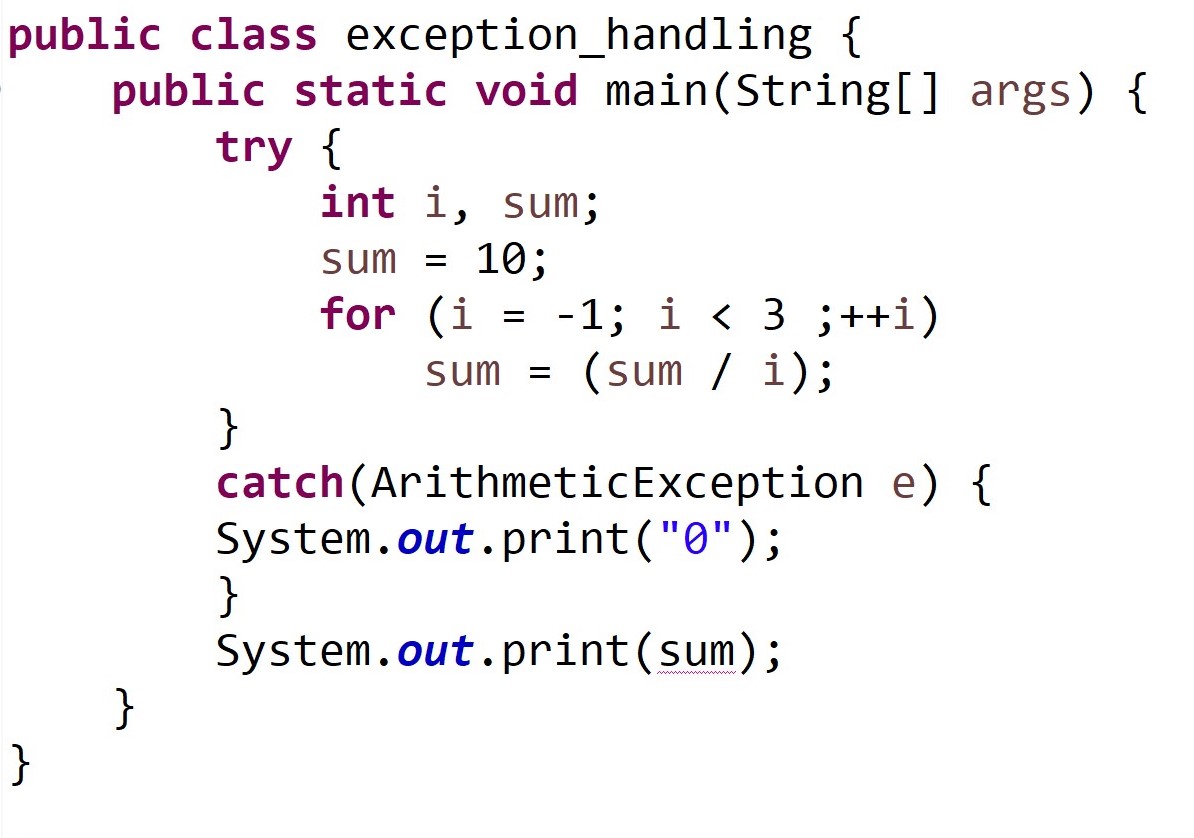 public class exception_handling {
    public static void main(String[] args) {
        try {
            int i, sum;
            sum = 10;
            for (i = -1; i < 3 ;++i)
                sum = (sum / i);
        }
        catch(ArithmeticException e) {
        System.out.print("0");
        }
        System.out.print(sum);
    }
}